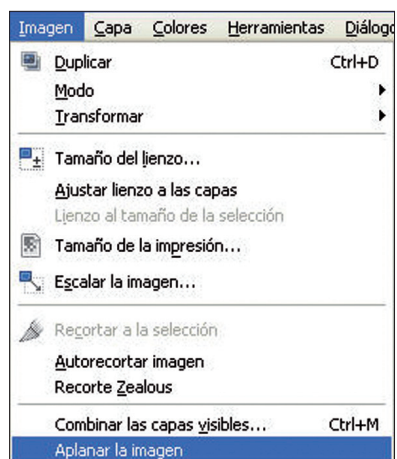 Imagen Capa Colores Herramientas Diálogo
Duplicar Ctrl+D
Modo
Transformar
Tamaño del lienzo...
Ajustar lienzo a las capas
Lienzo al tamaño de la selección
Tamaño de la impresión...
Escalar la imagen...
Recortar a la selección
Autorecortar imagen
Recorte Zealous
Combinar las capas visibles... Ctrl+M
Aplanar la imagen